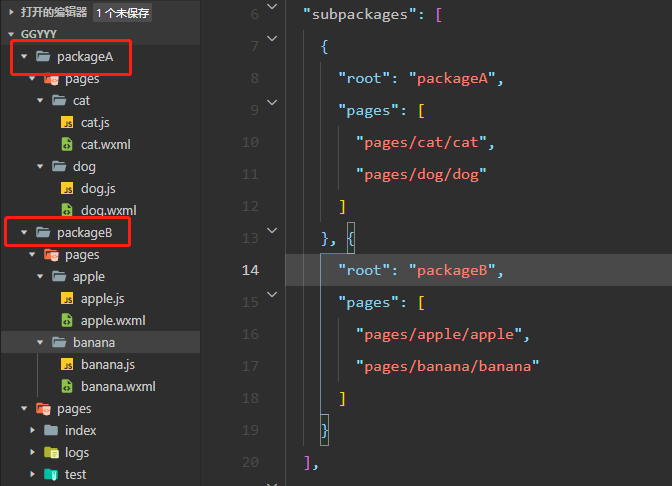 打开的编辑器 1 个未保存
GGYYY
packageA
pages
cat
cat.js
cat.wxml
dog
dog.js
dog.wxml
packageB
pages
apple
apple.js
apple.wxml
banana
banana.js
banana.wxml
pages
index
logs
test
6 "subpackages": [
7 {
8 "root": "packageA",
9 "pages": [
10 "pages/cat/cat",
11 "pages/dog/dog"
12 ]
13 }, {
14 "root": "packageB",
15 "pages": [
16 "pages/apple/apple",
17 "pages/banana/banana"
18 ]
19 }
20 ],